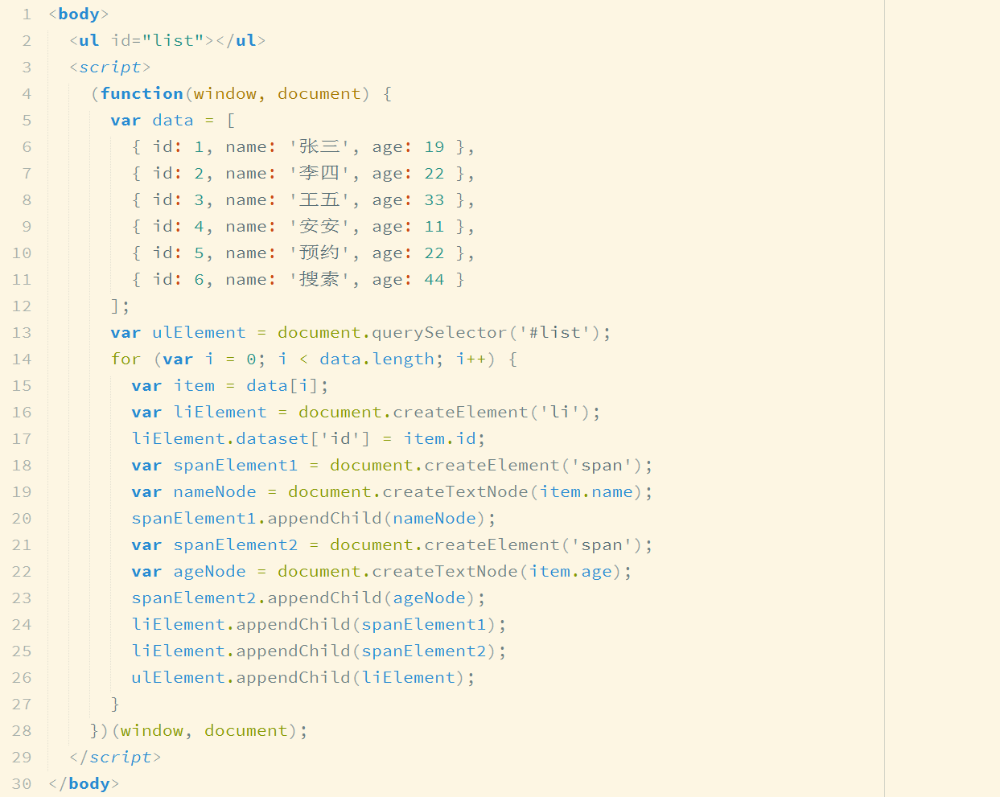 1 <body>
2   <ul id="list"></ul>
3   <script>
4     (function(window, document) {
5       var data = [
6         { id: 1, name: '张三', age: 19 },
7         { id: 2, name: '李四', age: 22 },
8         { id: 3, name: '王五', age: 33 },
9         { id: 4, name: '安安', age: 11 },
10         { id: 5, name: '预约', age: 22 },
11         { id: 6, name: '搜索', age: 44 }
12       ];
13       var ulElement = document.querySelector('#list');
14       for (var i = 0; i < data.length; i++) {
15         var item = data[i];
16         var liElement = document.createElement('li');
17         liElement.dataset['id'] = item.id;
18         var spanElement1 = document.createElement('span');
19         var nameNode = document.createTextNode(item.name);
20         spanElement1.appendChild(nameNode);
21         var spanElement2 = document.createElement('span');
22         var ageNode = document.createTextNode(item.age);
23         spanElement2.appendChild(ageNode);
24         liElement.appendChild(spanElement1);
25         liElement.appendChild(spanElement2);
26         ulElement.appendChild(liElement);
27       }
28     })(window, document);
29   </script>
30 </body>